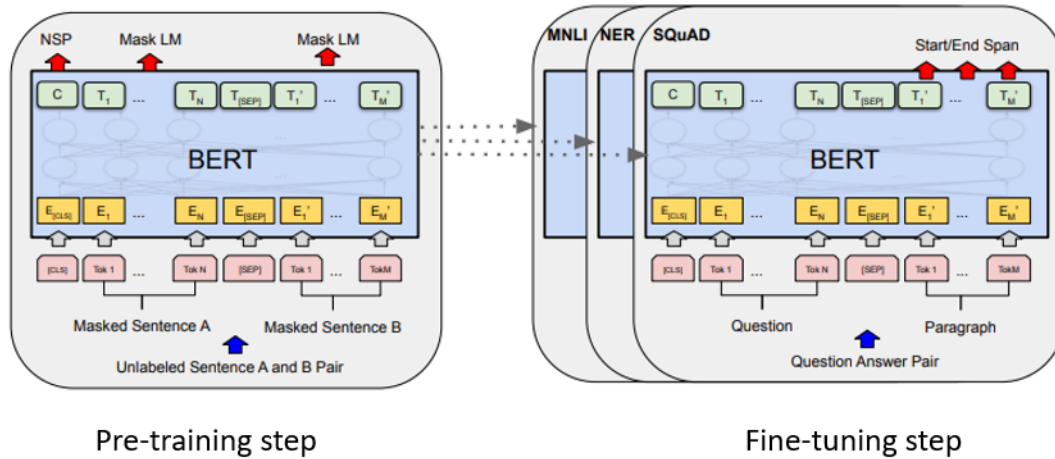 NSP Mask LM Mask LM
C T1 ... TN T[SEP] T1' ... TM'
BERT
E[CLS] E1 ... EN E[SEP] E1' ... EM'
[CLS] Tok 1 ... Tok N [SEP] Tok 1 ... TokM
Masked Sentence A Masked Sentence B
Unlabeled Sentence A and B Pair
Pre-training step
MNLI NER SQuAD
Start/End Span
C T1 ... TN T[SEP] T1' ... TM'
BERT
E[CLS] E1 ... EN E[SEP] E1' ... EM'
[CLS] Tok 1 ... Tok N [SEP] Tok 1 ... TokM
Question Paragraph
Question Answer Pair
Fine-tuning step